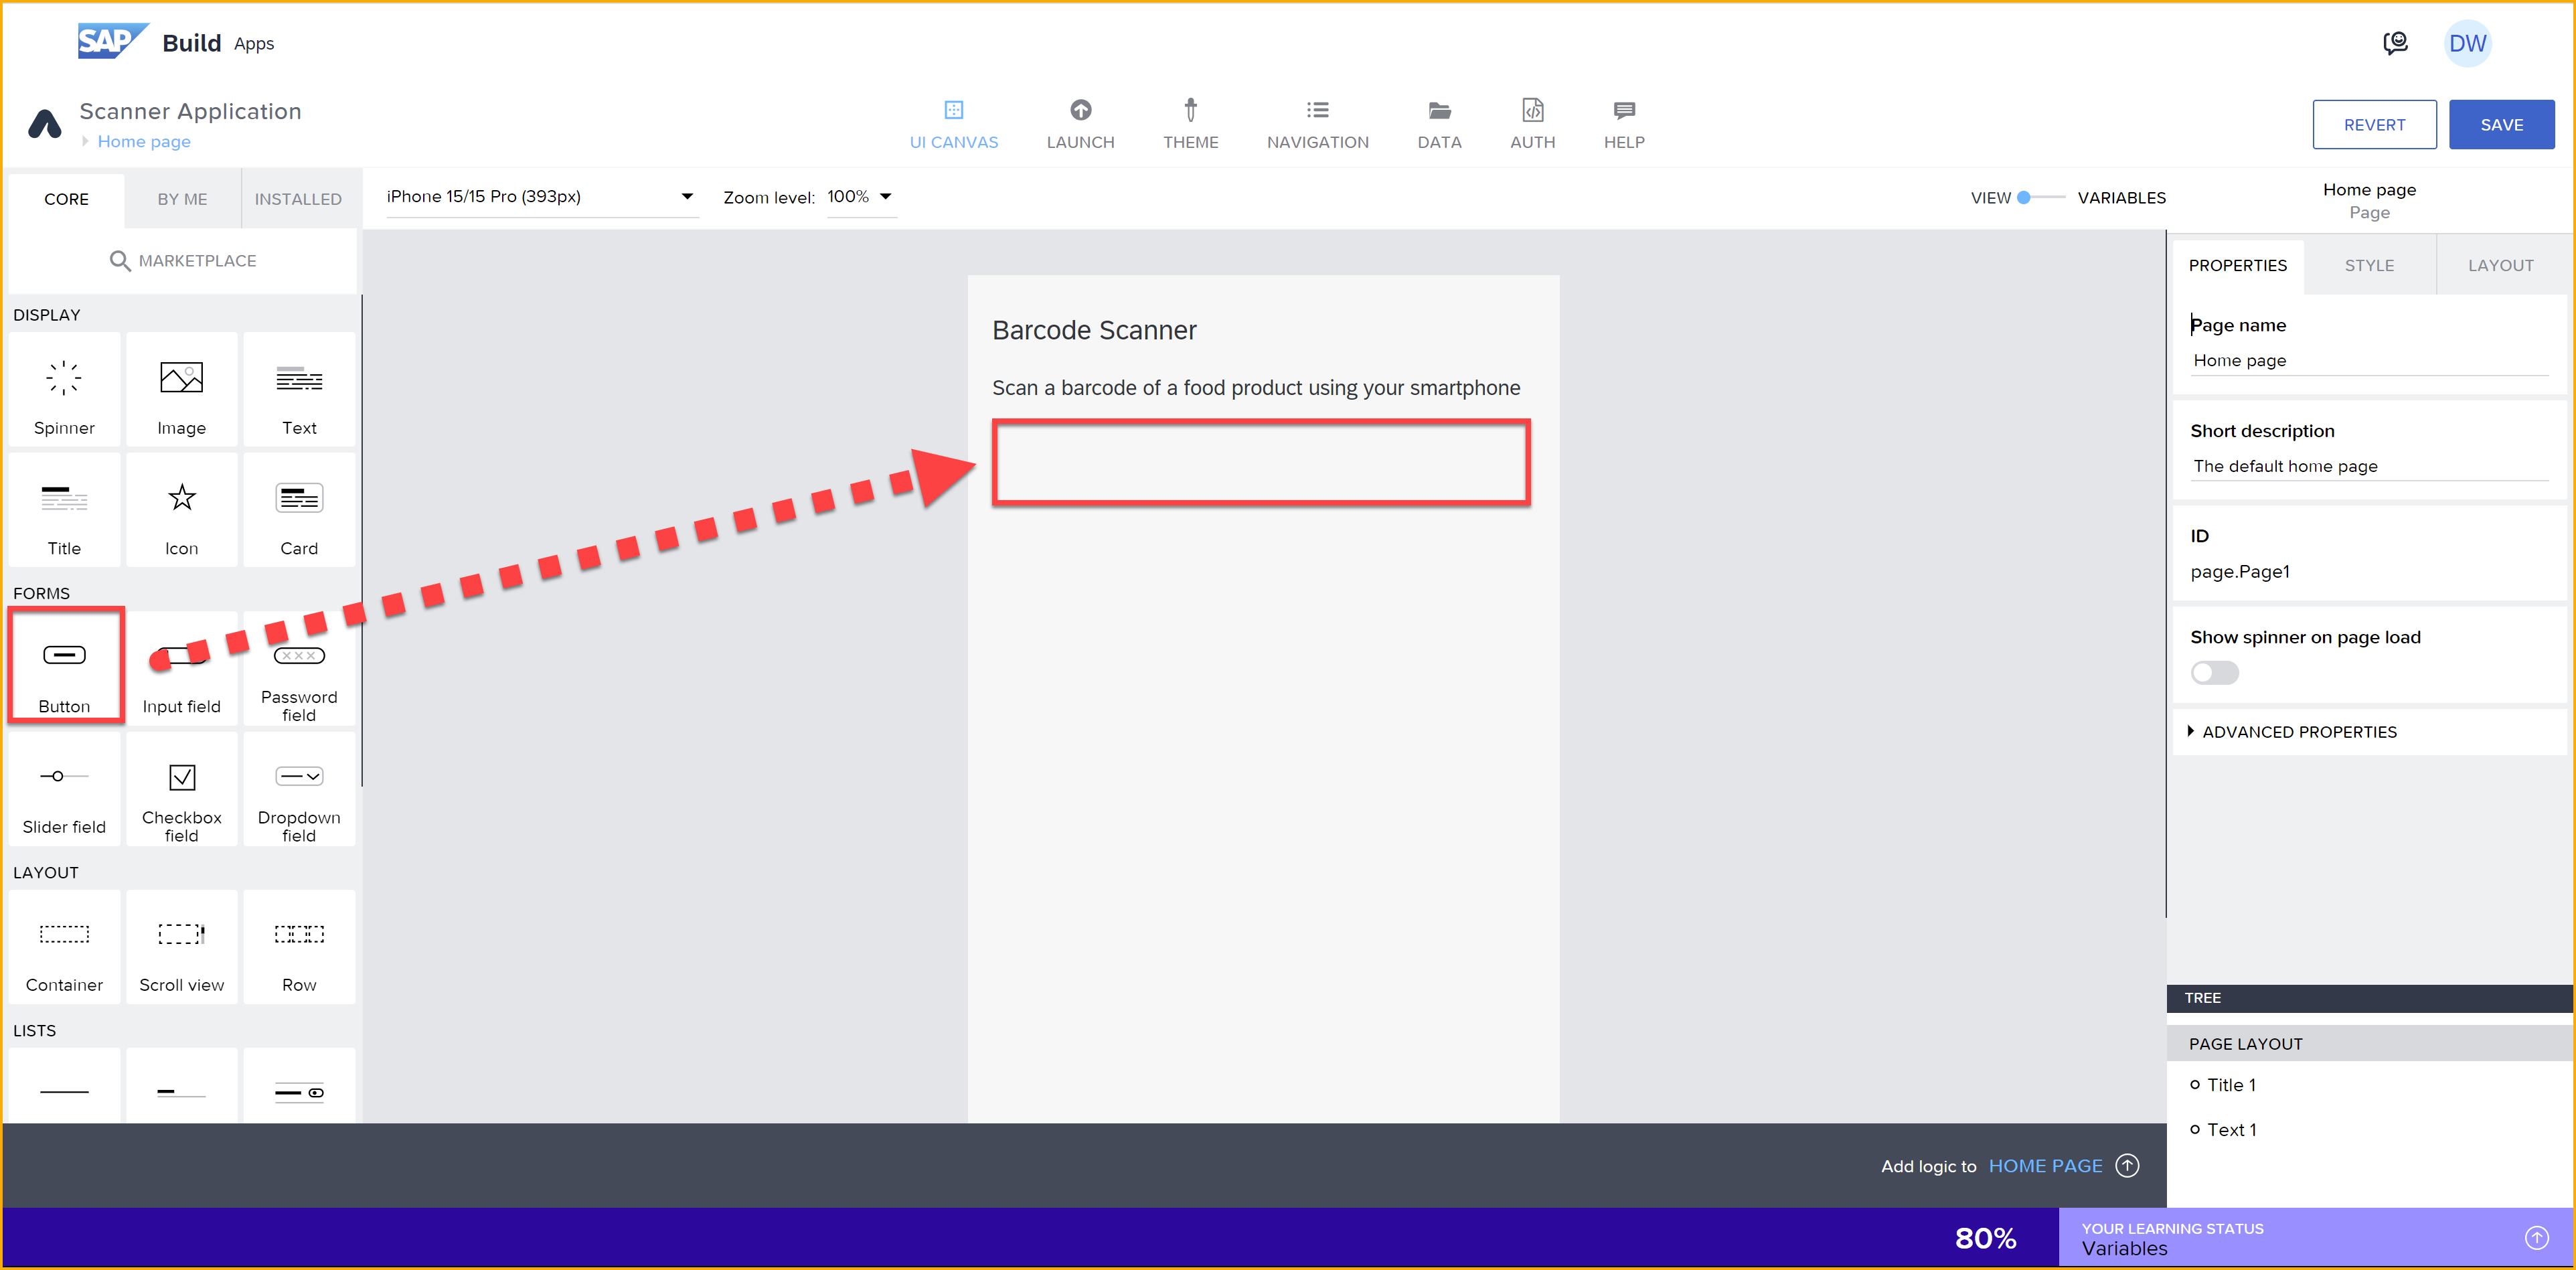 SAP Build Apps
DW
Scanner Application
Home page
UI CANVAS
LAUNCH
THEME
NAVIGATION
DATA
AUTH
HELP
REVERT
SAVE
CORE
BY ME
INSTALLED
iPhone 15/15 Pro (393px)
Zoom level: 100%
VIEW
VARIABLES
Home page
Page
MARKETPLACE
PROPERTIES
STYLE
LAYOUT
DISPLAY
Spinner
Image
Text
Title
Icon
Card
FORMS
Button
Input field
Password
field
Slider field
Checkbox
field
Dropdown
field
LAYOUT
Container
Scroll view
Row
LISTS
Barcode Scanner
Scan a barcode of a food product using your smartphone
Page name
Home page
Short description
The default home page
ID
page.Page1
Show spinner on page load
ADVANCED PROPERTIES
TREE
PAGE LAYOUT
Title 1
Text 1
Add logic to HOME PAGE
80%
YOUR LEARNING STATUS
Variables